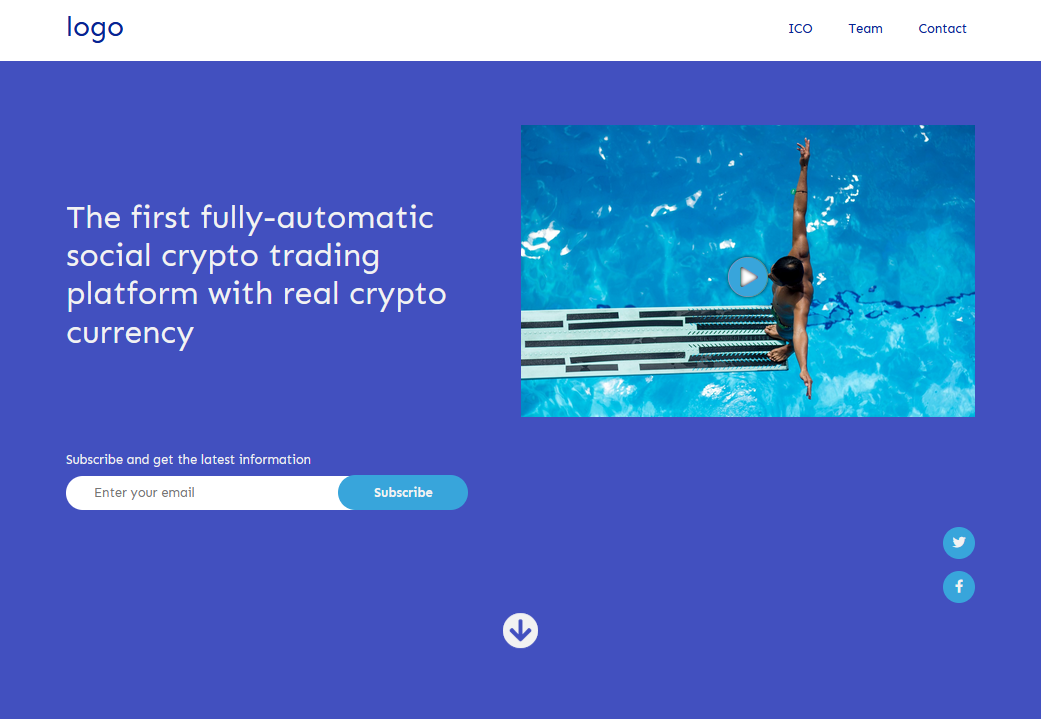 logo
ICO
Team
Contact
The first fully-automatic
social crypto trading
platform with real crypto
currency
Subscribe and get the latest information
Enter your email
Subscribe